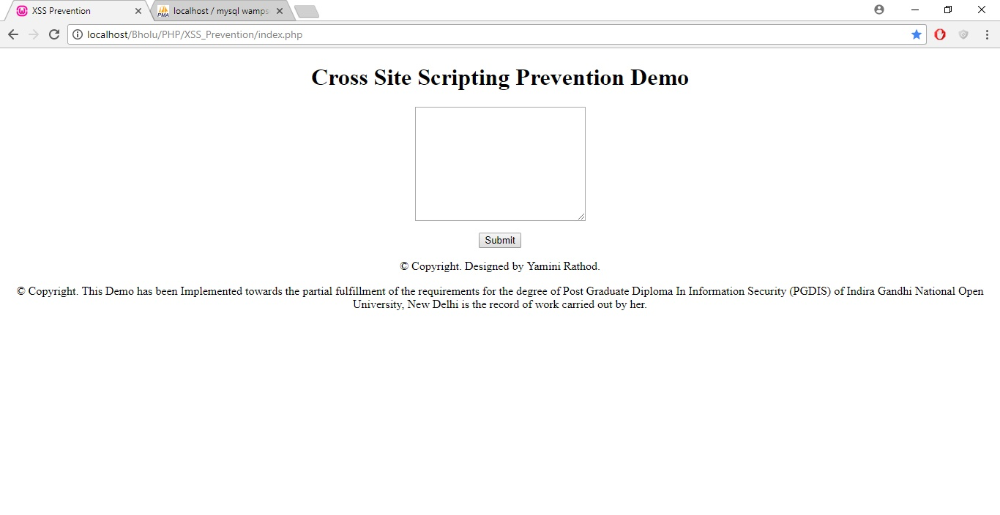 XSS Prevention
PMA
localhost / mysql wamps
localhost/Bholu/PHP/XSS_Prevention/index.php
Cross Site Scripting Prevention Demo
Submit
© Copyright. Designed by Yamini Rathod.
© Copyright. This Demo has been Implemented towards the partial fulfillment of the requirements for the degree of Post Graduate Diploma In Information Security (PGDIS) of Indira Gandhi National Open
University, New Delhi is the record of work carried out by her.